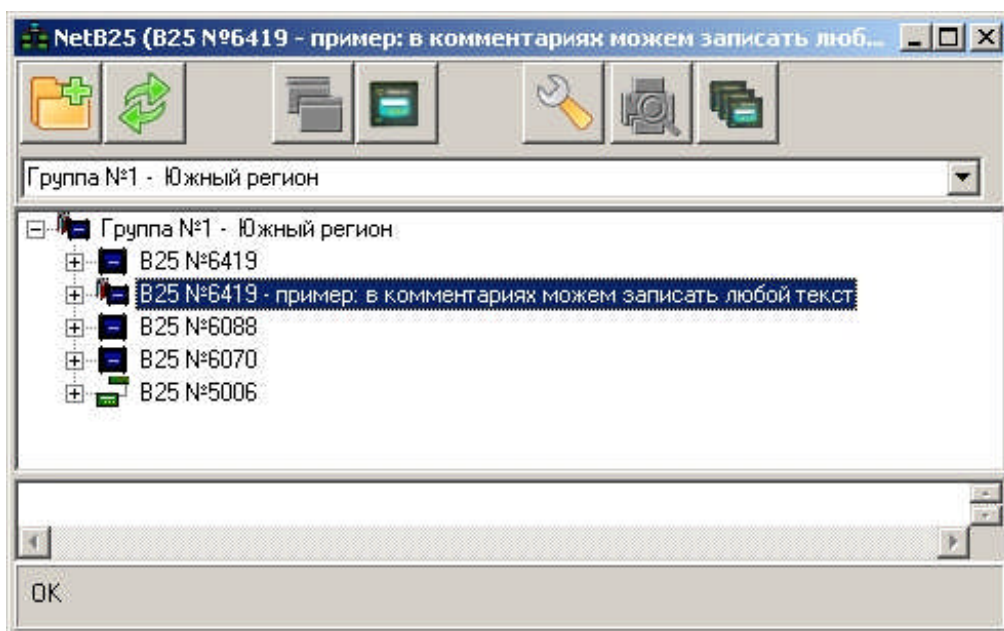 NetB25 (B25 №6419 - пример: в комментариях можем записать люб...
Группа №1 - Южный регион
Группа №1 - Южный регион
B25 №6419
B25 №6419 - пример: в комментариях можем записать любой текст
B25 №6088
B25 №6070
B25 №5006
OK